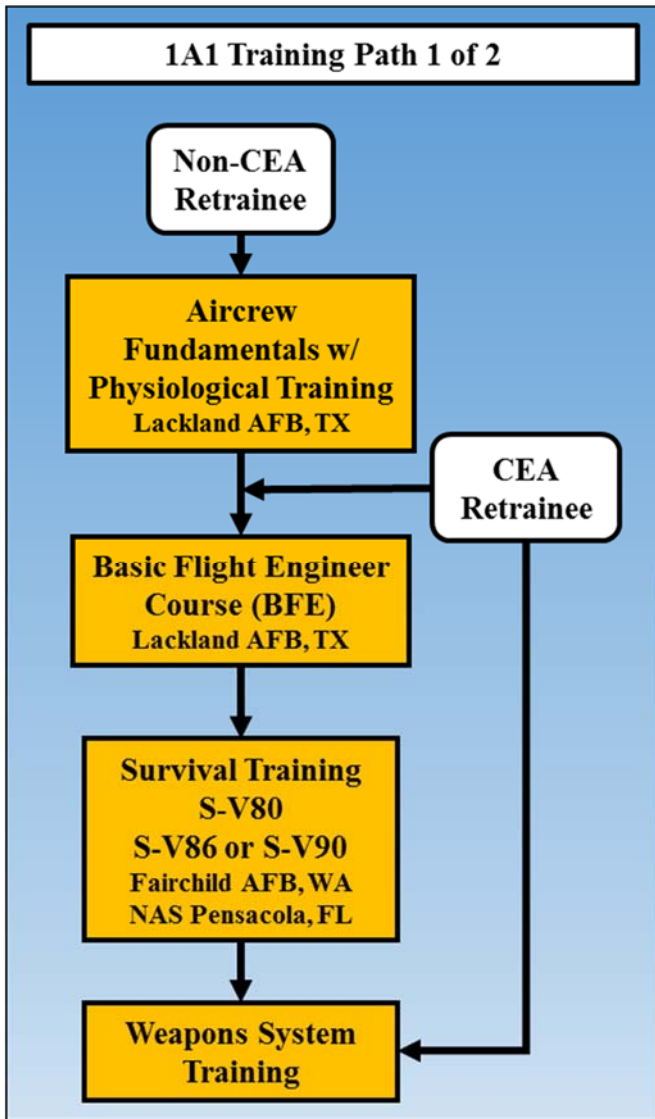 1A1 Training Path 1 of 2
Non-CEA
Retrainee
Aircrew
Fundamentals w/
Physiological Training
Lackland AFB, TX
CEA
Retrainee
Basic Flight Engineer
Course (BFE)
Lackland AFB, TX
Survival Training
S-V80
S-V86 or S-V90
Fairchild AFB, WA
NAS Pensacola, FL
Weapons System
Training